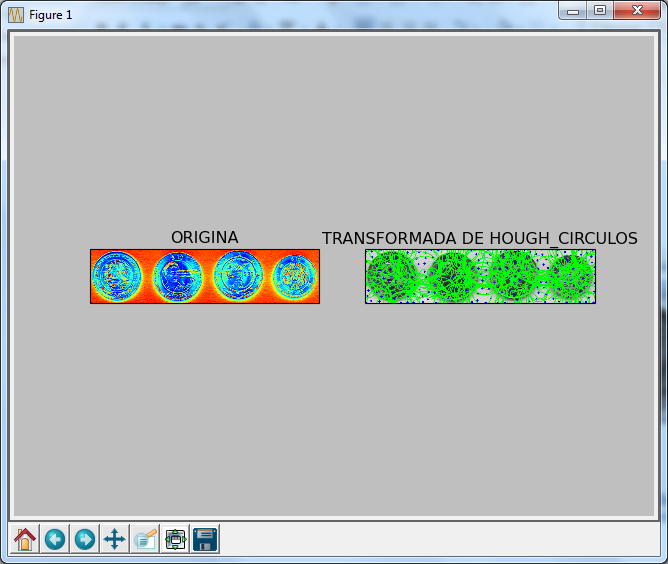 Figure 1
ORIGINA
TRANSFORMADA DE HOUGH_CIRCULOS